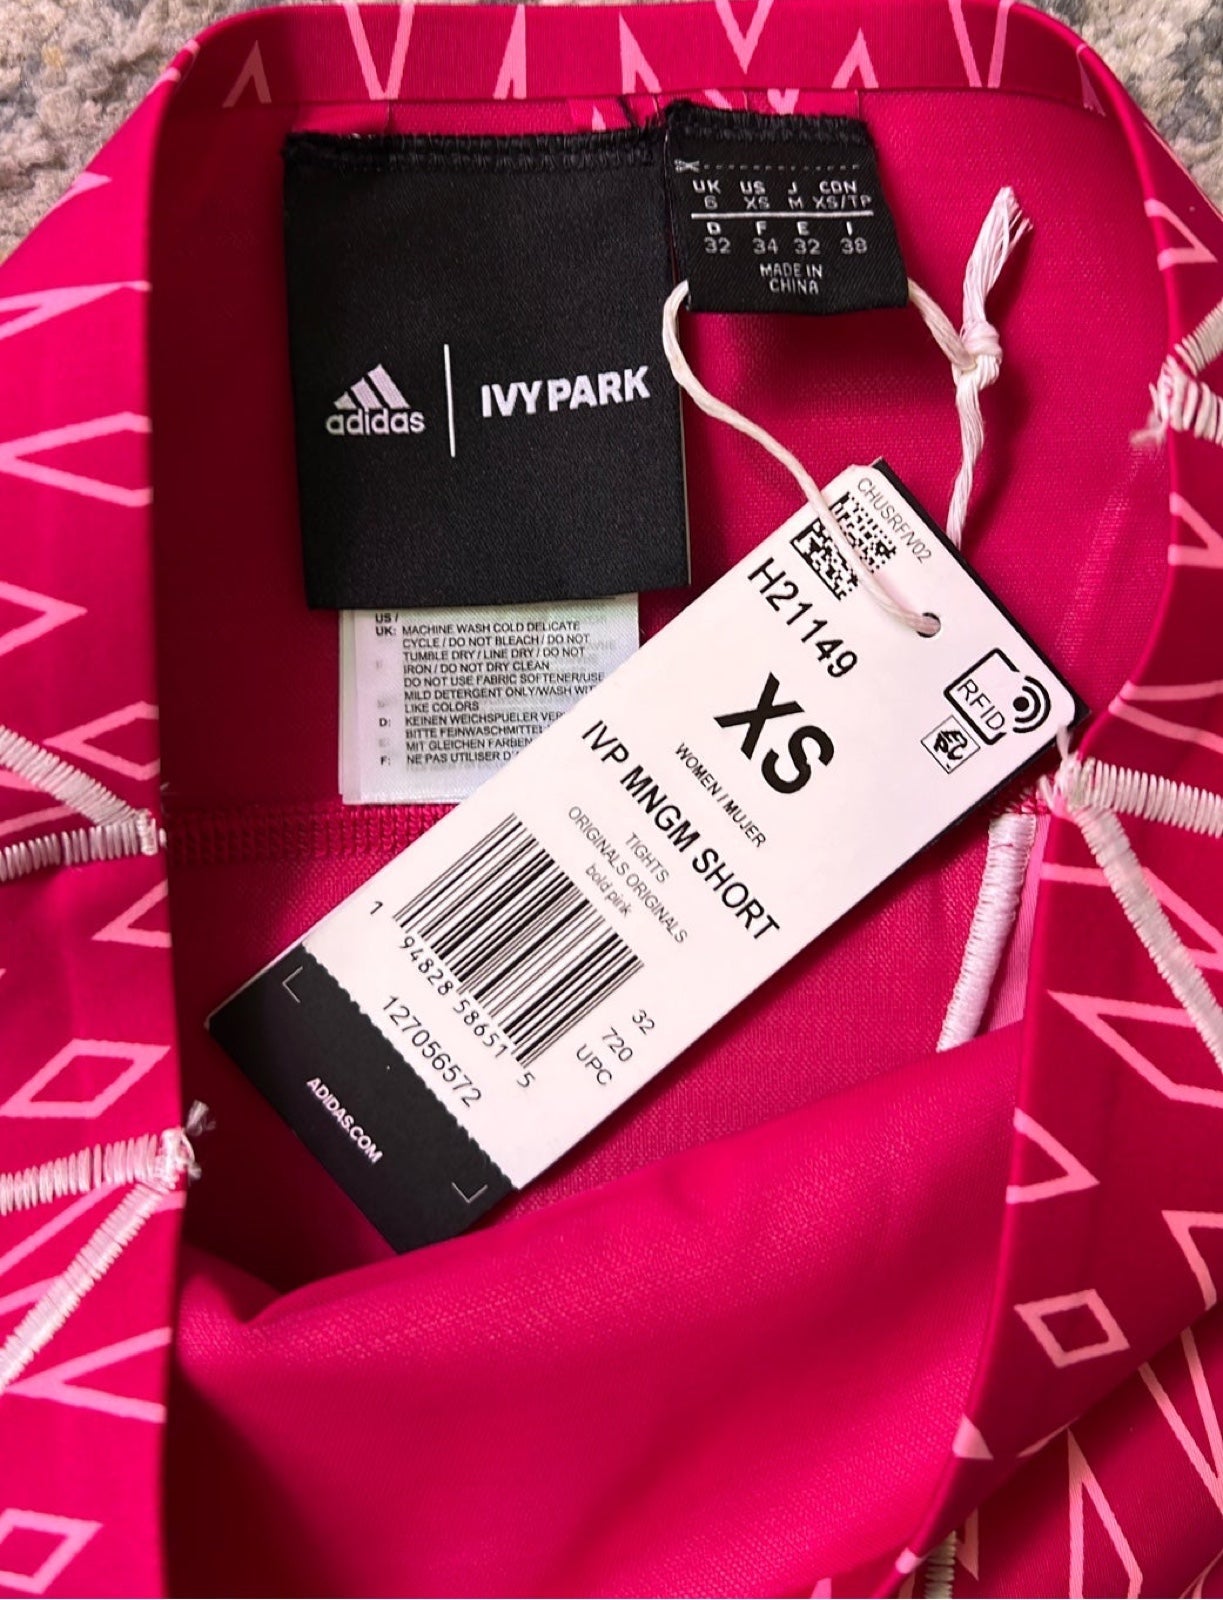 UK US J CDN
6 XS M XS/TP
D F E I
32 34 32 38
MADE IN
CHINA
adidas
IVY PARK
US /
UK: MACHINE WASH COLD DELICATE
CYCLE / DO NOT BLEACH / DO NOT
TUMBLE DRY / LINE DRY / DO NOT
IRON / DO NOT DRY CLEAN
DO NOT USE FABRIC SOFTENER/USE
MILD DETERGENT ONLY/WASH WIT
LIKE COLORS
D: KEINEN WEICHSPUELER VER
BITTE FEINWASCHMITTEL
MIT GLEICHEN FARBEN
F: NE PAS UTILISER D'
CHUSRF/V02
H21149
RFID
XS
WOMEN / MUJER
IVP MNGM SHORT
TIGHTS
ORIGINALS ORIGINALS
bold pink
1 94828 58651 5
32
720
UPC
127056572
ADIDAS.COM